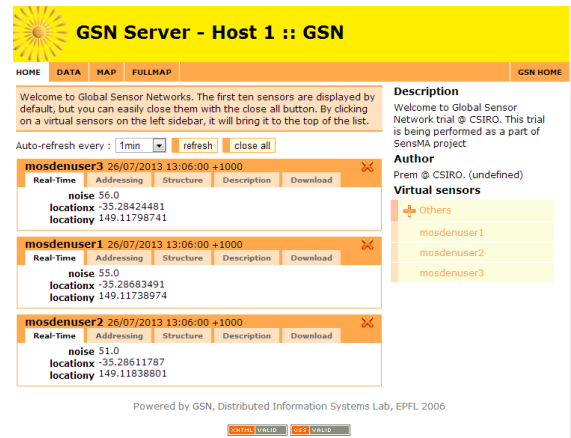 GSN Server - Host 1 :: GSN
HOME DATA MAP FULLMAP GSN HOME
Welcome to Global Sensor Networks. The first ten sensors are displayed by
default, but you can easily close them with the close all button. By clicking
on a virtual sensors on the left sidebar, it will bring it to the top of the list.
Auto-refresh every : 1min refresh close all
mosdenuser3 26/07/2013 13:06:00 +1000
Real-Time Addressing Structure Description Download
noise 56.0
locationx -35.28424481
locationy 149.11798741
mosdenuser1 26/07/2013 13:06:00 +1000
Real-Time Addressing Structure Description Download
noise 55.0
locationx -35.28683491
locationy 149.11738974
mosdenuser2 26/07/2013 13:06:00 +1000
Real-Time Addressing Structure Description Download
noise 51.0
locationx -35.28611787
locationy 149.11838801
Description
Welcome to Global Sensor
Network trial @ CSIRO. This trial
is being performed as a part of
SensMA project
Author
Prem @ CSIRO. (undefined)
Virtual sensors
Others
mosdenuser1
mosdenuser2
mosdenuser3
Powered by GSN, Distributed Information Systems Lab, EPFL 2006
XHTML VALID CSS VALID